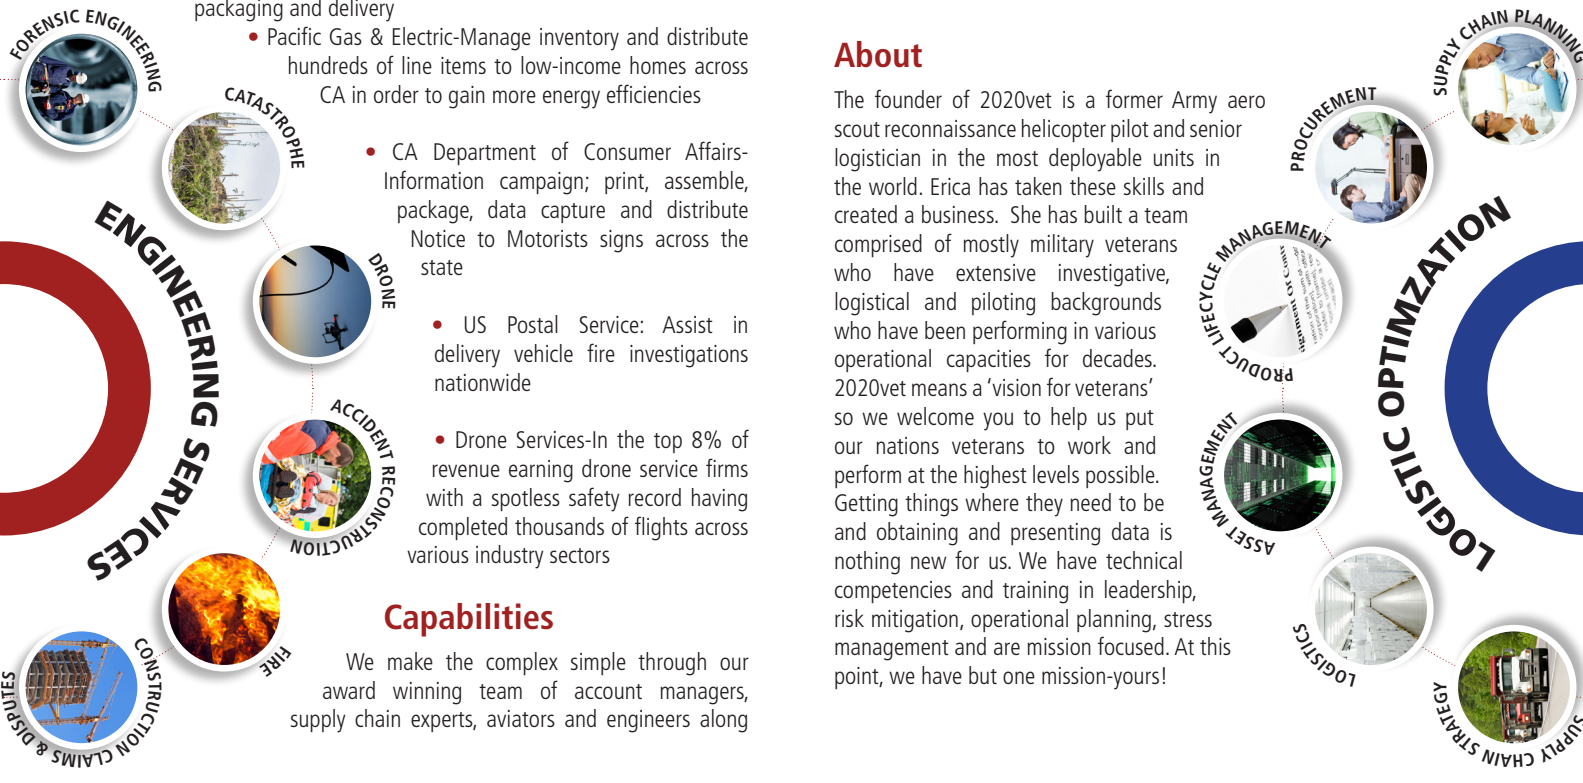 packaging and delivery
• Pacific Gas & Electric-Manage inventory and distribute
hundreds of line items to low-income homes across
CA in order to gain more energy efficiencies
• CA Department of Consumer Affairs-
Information campaign; print, assemble,
package, data capture and distribute
Notice to Motorists signs across the
state
• US Postal Service: Assist in
delivery vehicle fire investigations
nationwide
• Drone Services-In the top 8% of
revenue earning drone service firms
with a spotless safety record having
completed thousands of flights across
various industry sectors
Capabilities
We make the complex simple through our
award winning team of account managers,
supply chain experts, aviators and engineers along
FORENSIC ENGINEERING
CATASTROPHE
DRONE
ACCIDENT RECONSTRUCTION
FIRE
CONSTRUCTION CLAIMS & DISPUTES
ENGINEERING SERVICES
About
The founder of 2020vet is a former Army aero
scout reconnaissance helicopter pilot and senior
logistician in the most deployable units in
the world. Erica has taken these skills and
created a business. She has built a team
comprised of mostly military veterans
who have extensive investigative,
logistical and piloting backgrounds
who have been performing in various
operational capacities for decades.
2020vet means a ‘vision for veterans’
so we welcome you to help us put
our nations veterans to work and
perform at the highest levels possible.
Getting things where they need to be
and obtaining and presenting data is
nothing new for us. We have technical
competencies and training in leadership,
risk mitigation, operational planning, stress
management and are mission focused. At this
point, we have but one mission-yours!
SUPPLY CHAIN PLANNING
PROCUREMENT
PRODUCT LIFECYCLE MANAGEMENT
ASSET MANAGEMENT
LOGISTICS
SUPPLY CHAIN STRATEGY
LOGISTIC OPTIMZATION